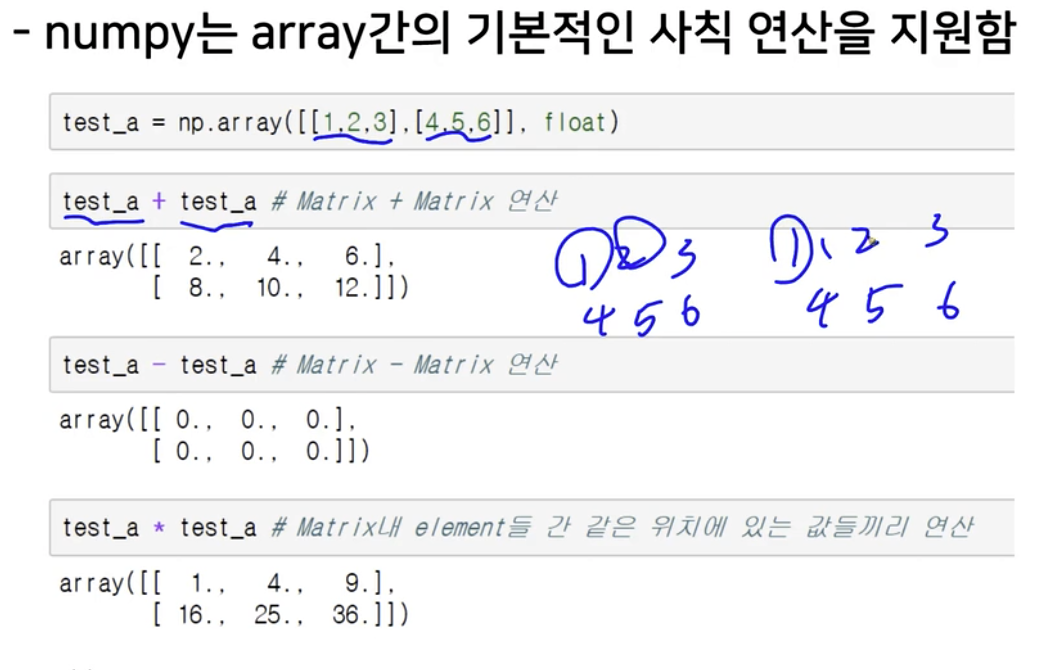 - numpy는 array간의 기본적인 사칙 연산을 지원함
test_a = np.array([[1,2,3],[4,5,6]], float)
test_a + test_a # Matrix + Matrix 연산
array([[ 2., 4., 6.],
[ 8., 10., 12.]])
1 2 3 1 2 3
4 5 6 4 5 6
test_a - test_a # Matrix - Matrix 연산
array([[ 0., 0., 0.],
[ 0., 0., 0.]])
test_a * test_a # Matrix내 element들 간 같은 위치에 있는 값들끼리 연산
array([[ 1., 4., 9.],
[ 16., 25., 36.]])